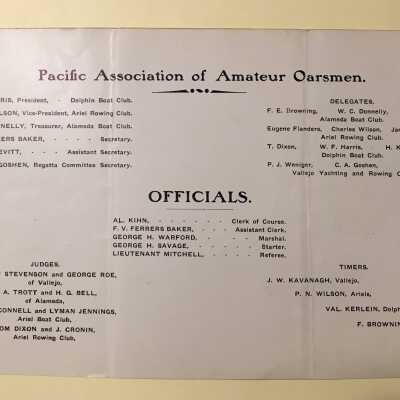 Pacific Association of Amateur Oarsmen.
RIS, President, - Dolphin Boat Club.
LSON, Vice-President, Ariel Rowing Club.
NNELLY, Treasurer, Alameda Boat Club.
ERS BAKER, - - - Secretary.
EVITT, - - Assistant Secretary.
GOSHEN, Regatta Committee Secretary.
DELEGATES.
F. E. Browning, W. C. Donnelly,
Alameda Boat Club.
Eugene Flanders, Charles Wilson, Ja
Ariel Rowing C
T. Dixon, W. F. Harris, H. K
Dolphin Boat Club.
P. J. Weniger, C. A. Goshen,
Vallejo Yachting and Rowing C
OFFICIALS.
AL. KIHN, - - - - - - Clerk of Course.
F. V. FERRERS BAKER, - - - Assistant Clerk.
GEORGE H. WARFORD, - - - - Marshal.
GEORGE H. SAVAGE, - - - - Starter.
LIEUTENANT MITCHELL, - - - - Referee.
JUDGES.
STEVENSON and GEORGE ROE,
of Vallejo,
A. TROTT and H. G. BELL,
of Alameda,
CONNELL and LYMAN JENNINGS,
Ariel Boat Club,
OM DIXON and J. CRONIN,
Ariel Rowing Club.
TIMERS.
J. W. KAVANAGH, Vallejo,
P. N. WILSON, Ariels,
VAL. KERLEIN, Dolph
F. BROWNIN